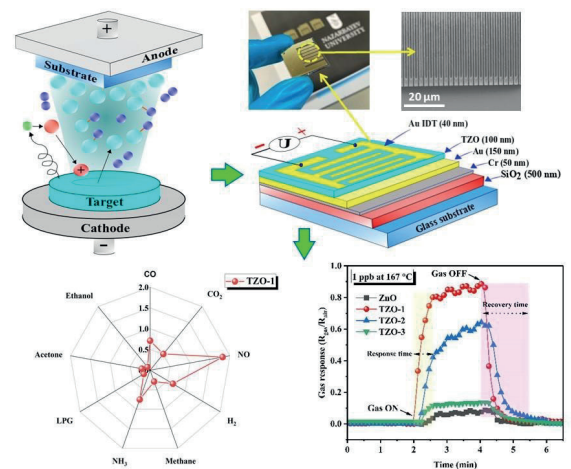 +
Anode
Substrate
+
Target
Cathode
−
NAZARBAYEV
UNIVERSITY
20 µm
Au IDT (40 nm)
TZO (100 nm)
Au (150 nm)
Cr (50 nm)
SiO2 (500 nm)
Glass substrate
− U +
TZO-1
CO
CO2
NO
H2
Methane
NH3
LPG
Acetone
Ethanol
2.0
1.5
1.0
0.5
0.0
1 ppb at 167 °C
Gas OFF
ZnO
TZO-1
TZO-2
TZO-3
Recovery time
Response time
Gas ON
Gas response (Rgas/Rair)
1.0
0.8
0.6
0.4
0.2
0.0
0 1 2 3 4 5 6
Time (min)